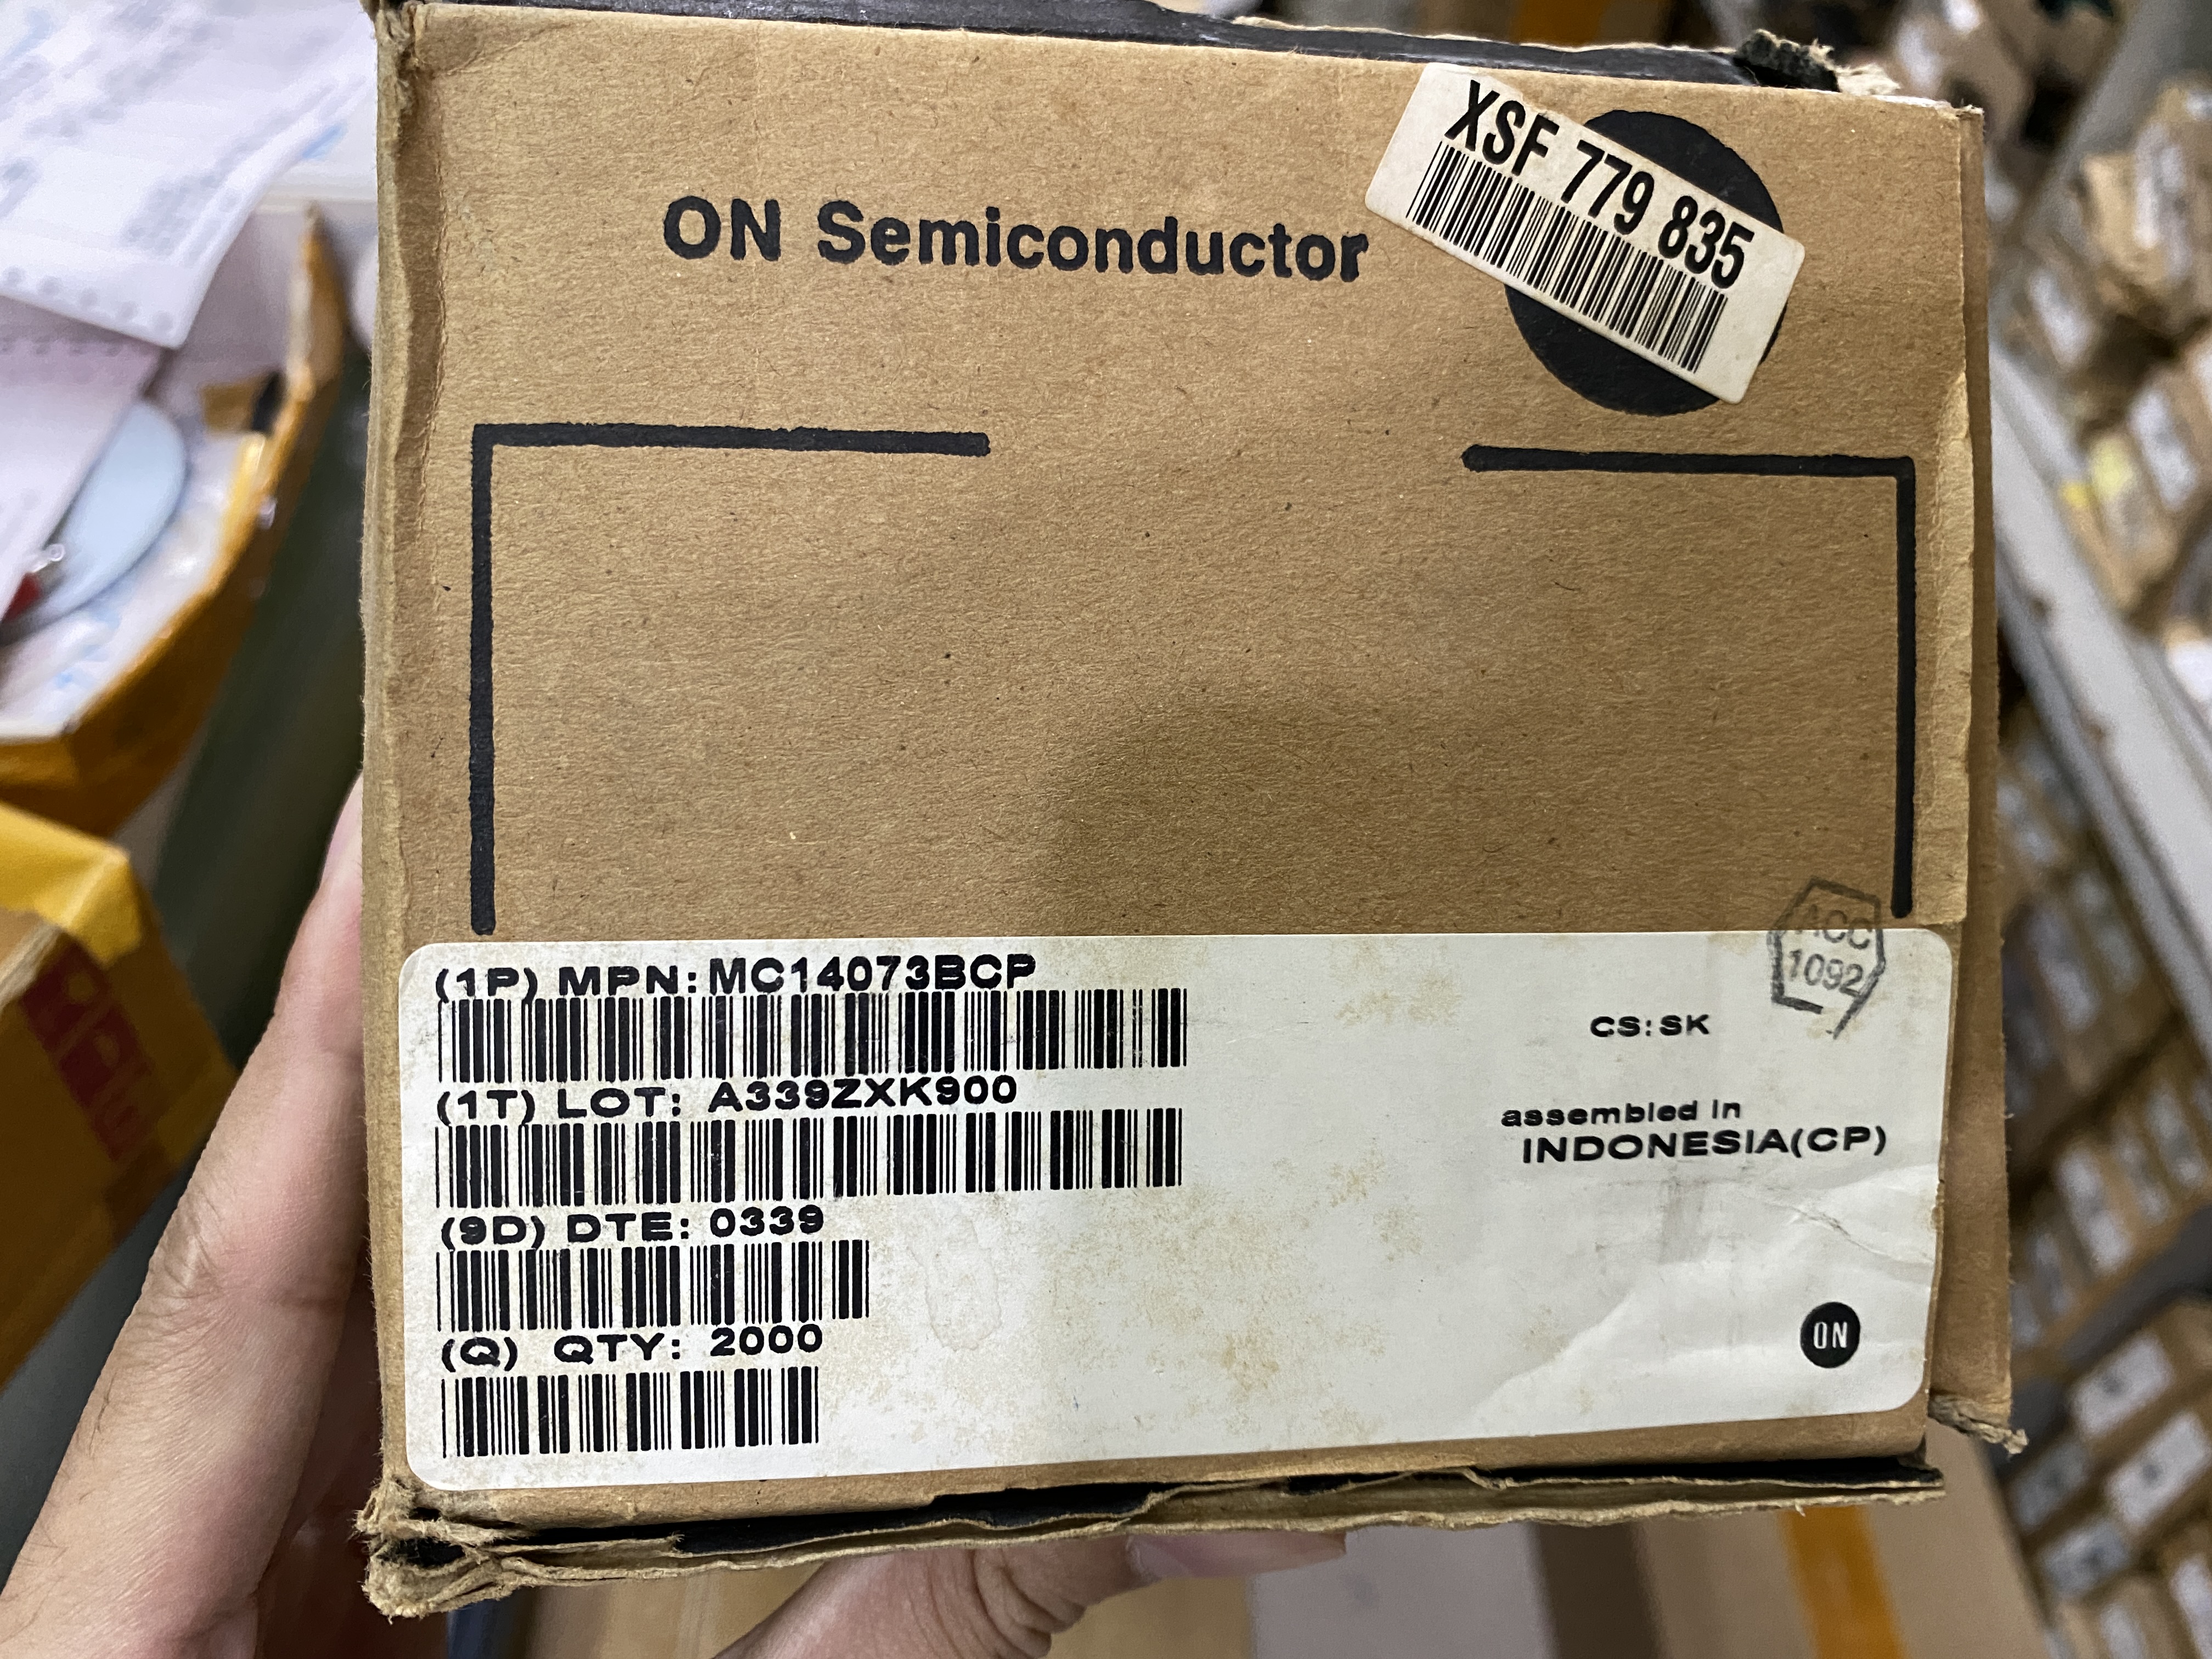 ON Semiconductor
XSF 779 835
(1P) MPN: MC14073BCP
(1T) LOT: A339ZXK900
(9D) DTE: 0339
(Q) QTY: 2000
ACC
1092
CS: SK
assembled in
INDONESIA(CP)
ON